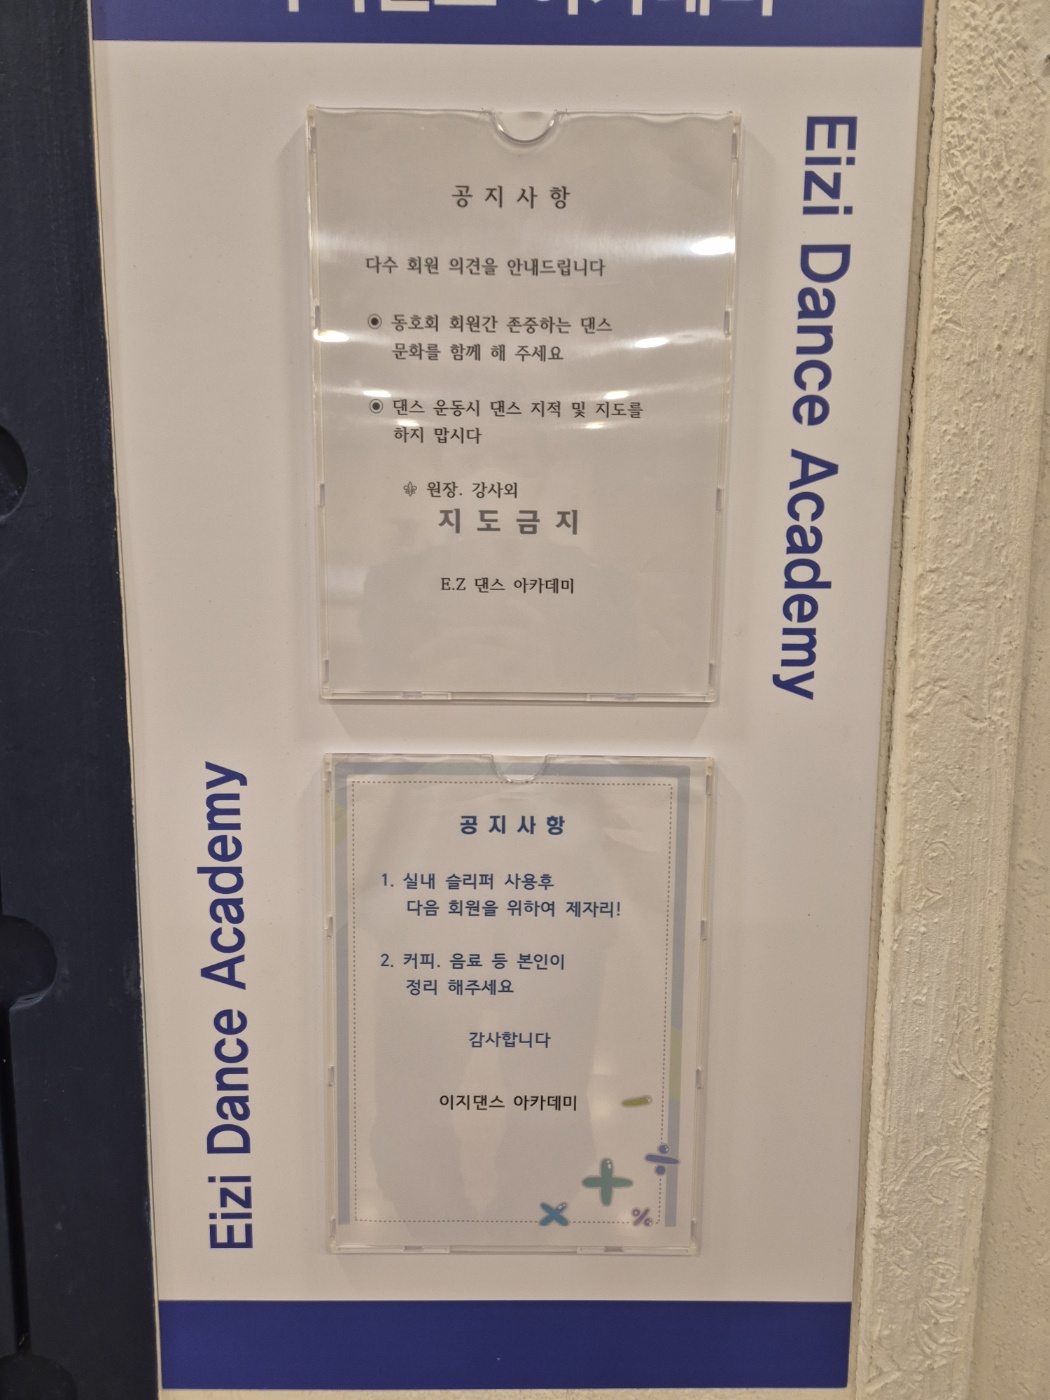 공 지 사 항
다수 회원 의견을 안내드립니다
◉ 동호회 회원간 존중하는 댄스
문화를 함께 해 주세요
◉ 댄스 운동시 댄스 지적 및 지도를
하지 맙시다
⚜ 원장. 강사외
지 도 금 지
E.Z 댄스 아카데미
Eizi Dance Academy
공 지 사 항
1. 실내 슬리퍼 사용후
다음 회원을 위하여 제자리!
2. 커피. 음료 등 본인이
정리 해주세요
감사합니다
이지댄스 아카데미
Eizi Dance Academy